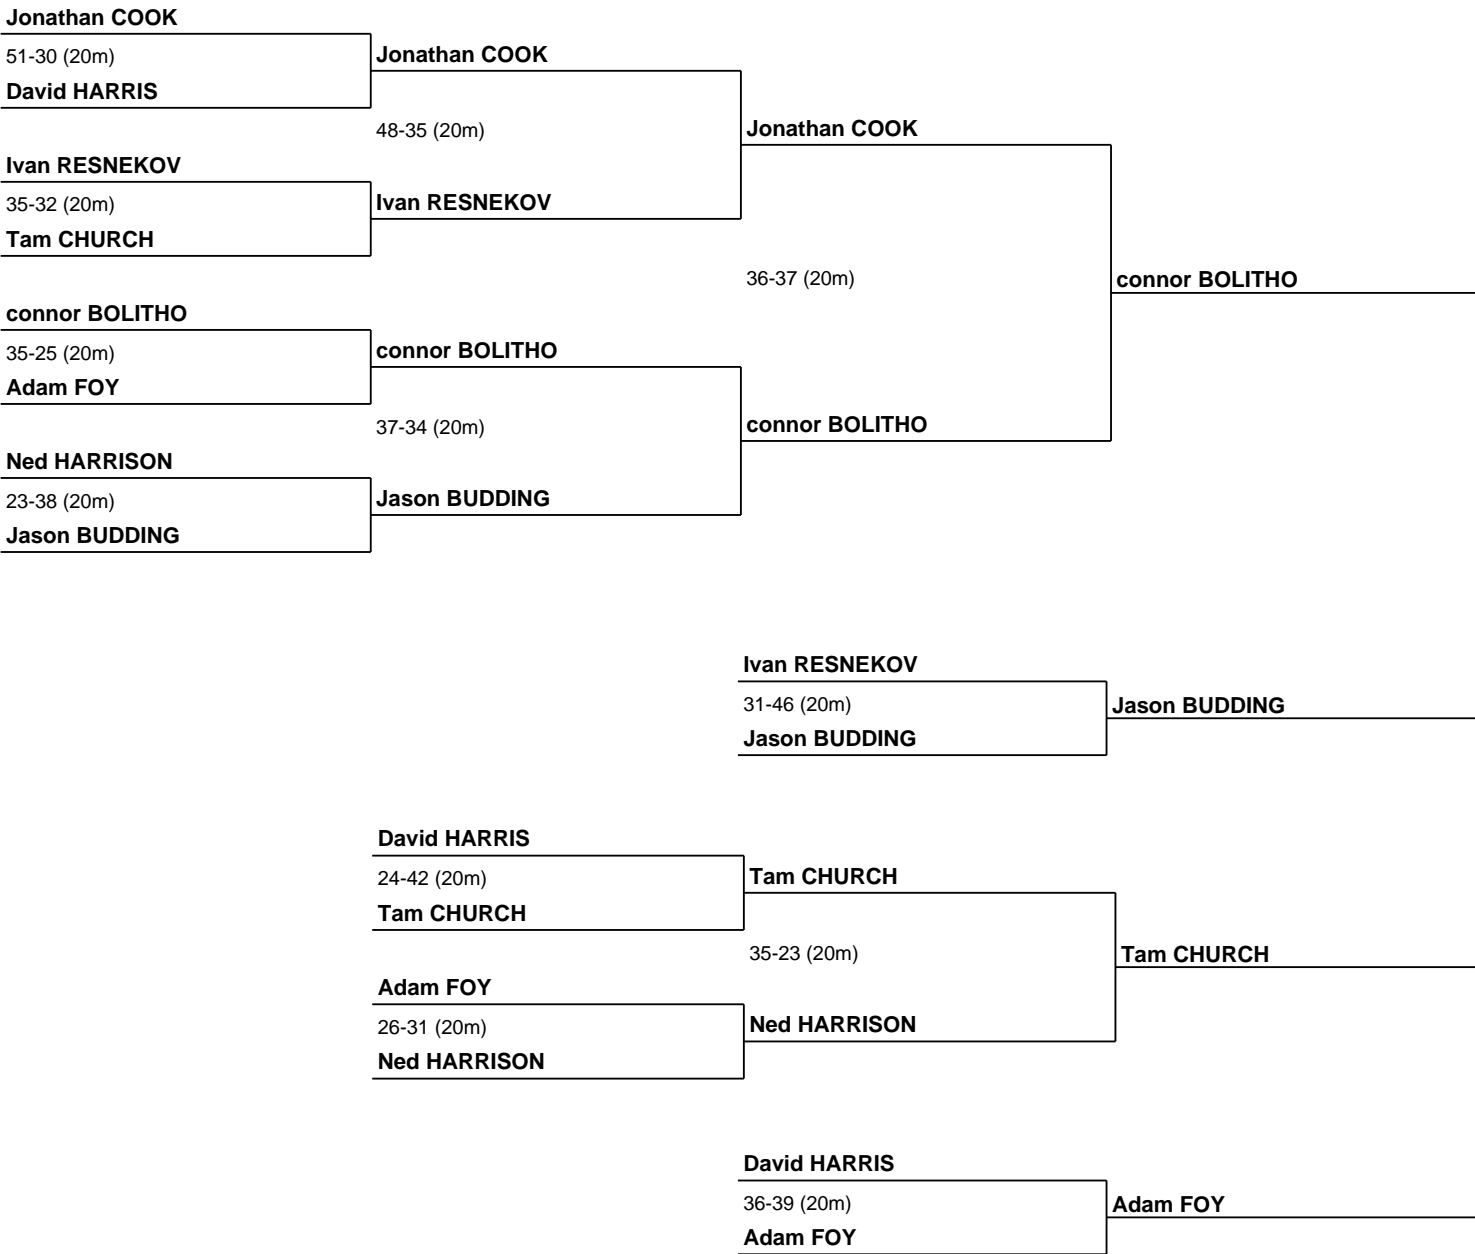 Jonathan COOK
51-30 (20m)
Jonathan COOK
David HARRIS
48-35 (20m)
Jonathan COOK
Ivan RESNEKOV
35-32 (20m)
Ivan RESNEKOV
Tam CHURCH
36-37 (20m)
connor BOLITHO
connor BOLITHO
35-25 (20m)
connor BOLITHO
Adam FOY
37-34 (20m)
connor BOLITHO
Ned HARRISON
23-38 (20m)
Jason BUDDING
Jason BUDDING
Ivan RESNEKOV
31-46 (20m)
Jason BUDDING
Jason BUDDING
David HARRIS
24-42 (20m)
Tam CHURCH
Tam CHURCH
35-23 (20m)
Tam CHURCH
Adam FOY
26-31 (20m)
Ned HARRISON
Ned HARRISON
David HARRIS
36-39 (20m)
Adam FOY
Adam FOY